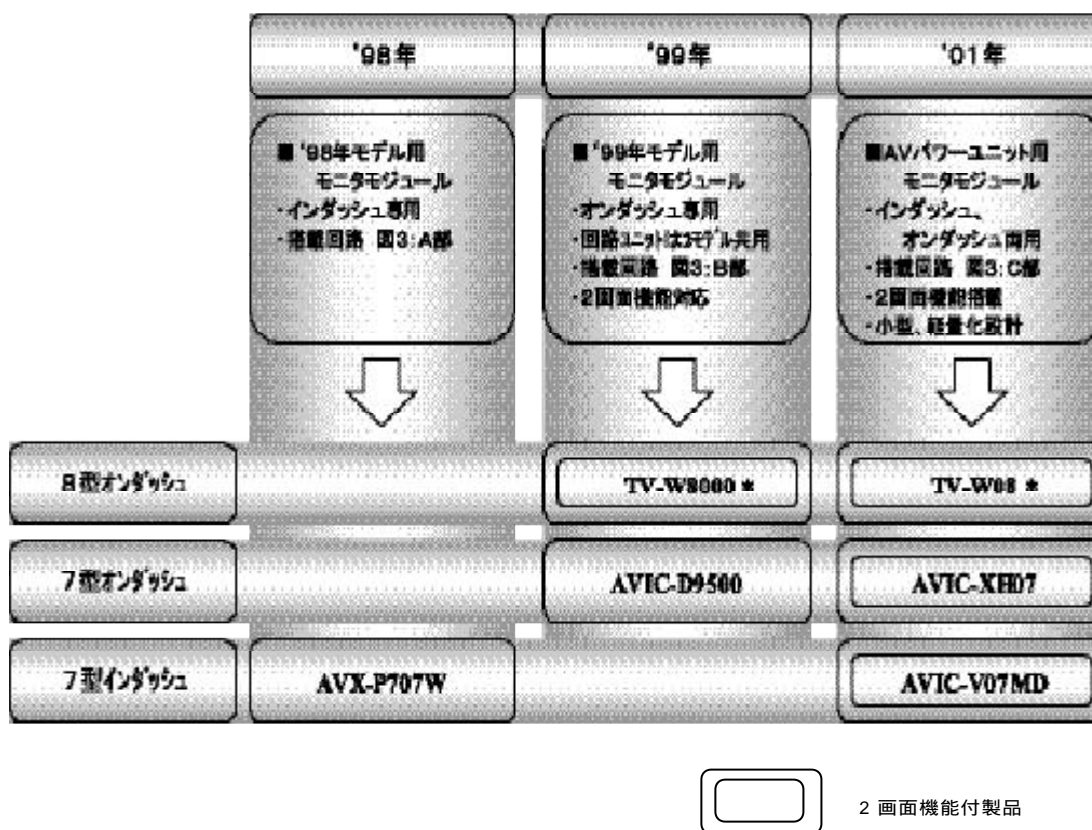 '98年
'99年
'01年
■ '98年モデル用
モニタモジュール
・インダッシュ専用
・搭載回路 図3:A部
■ '99年モデル用
モニタモジュール
・オンダッシュ専用
・回路ユニットは3モデル共用
・搭載回路 図3:B部
・2画面機能対応
■AVパワーユニット用
モニタモジュール
・インダッシュ、
オンダッシュ両用
・搭載回路 図3:C部
・2画面機能搭載
・小型、軽量化設計
8型オンダッシュ
TV-W8000 *
TV-W08 *
7型オンダッシュ
AVIC-D9500
AVIC-XH07
7型インダッシュ
AVX-P707W
AVIC-V07MD
2 画面機能付製品